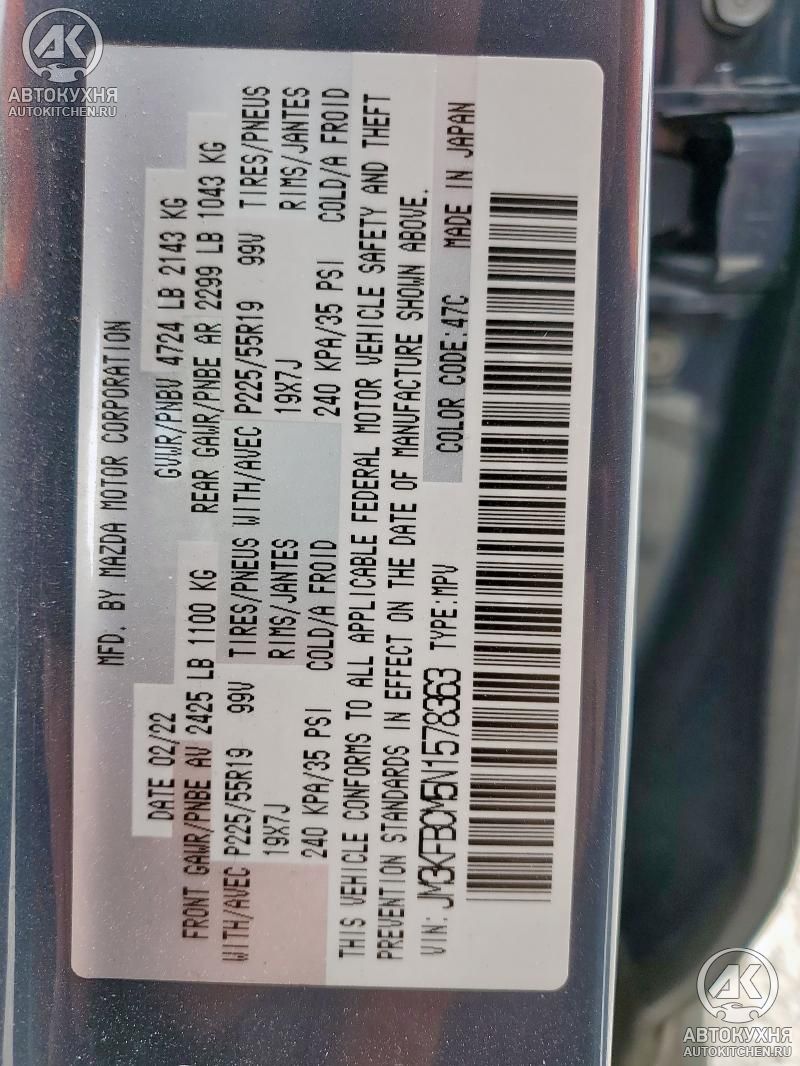 AK
АВТОКУХНЯ
AUTOKITCHEN.RU
MFD. BY MAZDA MOTOR CORPORATION
DATE 02/22 GVWR/PNBV 4724 LB 2143 KG
FRONT GAWR/PNBE AV 2425 LB 1100 KG REAR GAWR/PNBE AR 2299 LB 1043 KG
WITH/AVEC P225/55R19 99V TIRES/PNEUS WITH/AVEC P225/55R19 99V TIRES/PNEUS
19X7J RIMS/JANTES 19X7J RIMS/JANTES
240 KPA/35 PSI COLD/A FROID 240 KPA/35 PSI COLD/A FROID
THIS VEHICLE CONFORMS TO ALL APPLICABLE FEDERAL MOTOR VEHICLE SAFETY AND THEFT
PREVENTION STANDARDS IN EFFECT ON THE DATE OF MANUFACTURE SHOWN ABOVE.
VIN: JM3KFBCM5N1578363 TYPE:MPV COLOR CODE:47C MADE IN JAPAN
AK
АВТОКУХНЯ
AUTOKITCHEN.RU